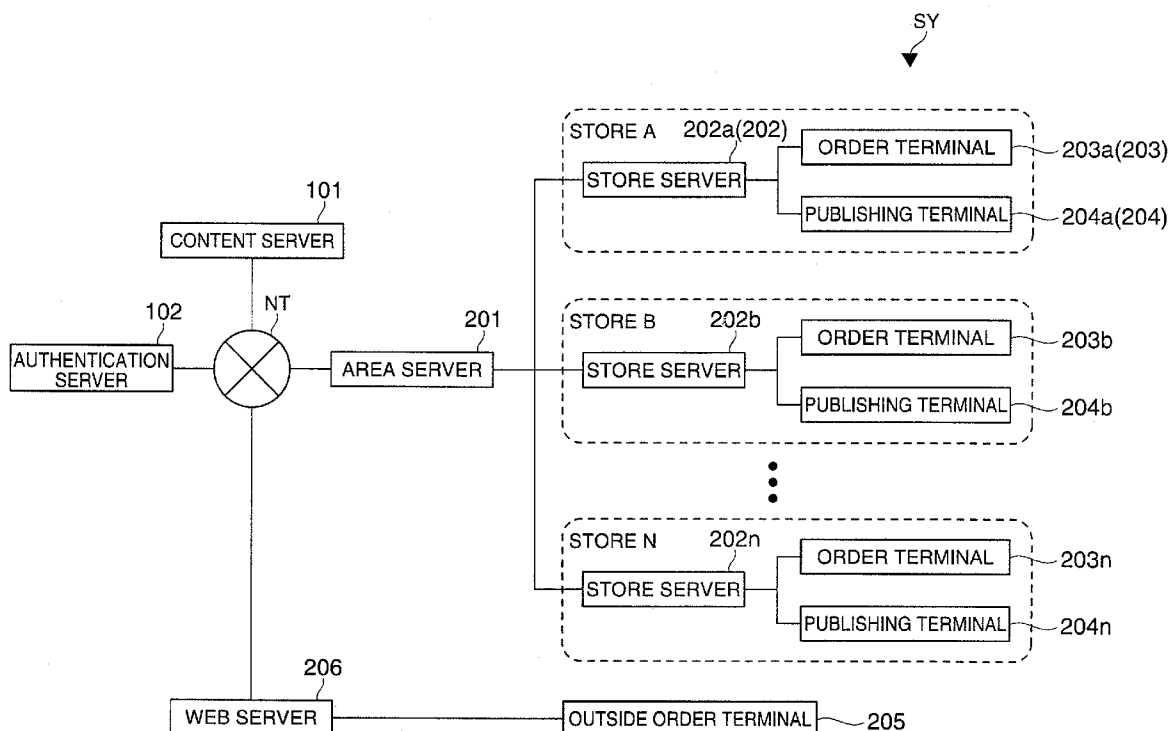 SY
STORE A
202a(202)
ORDER TERMINAL
203a(203)
STORE SERVER
PUBLISHING TERMINAL
204a(204)
101
CONTENT SERVER
102
NT
201
AUTHENTICATION
SERVER
AREA SERVER
STORE B
202b
ORDER TERMINAL
203b
STORE SERVER
PUBLISHING TERMINAL
204b
STORE N
202n
ORDER TERMINAL
203n
STORE SERVER
PUBLISHING TERMINAL
204n
206
WEB SERVER
OUTSIDE ORDER TERMINAL
205